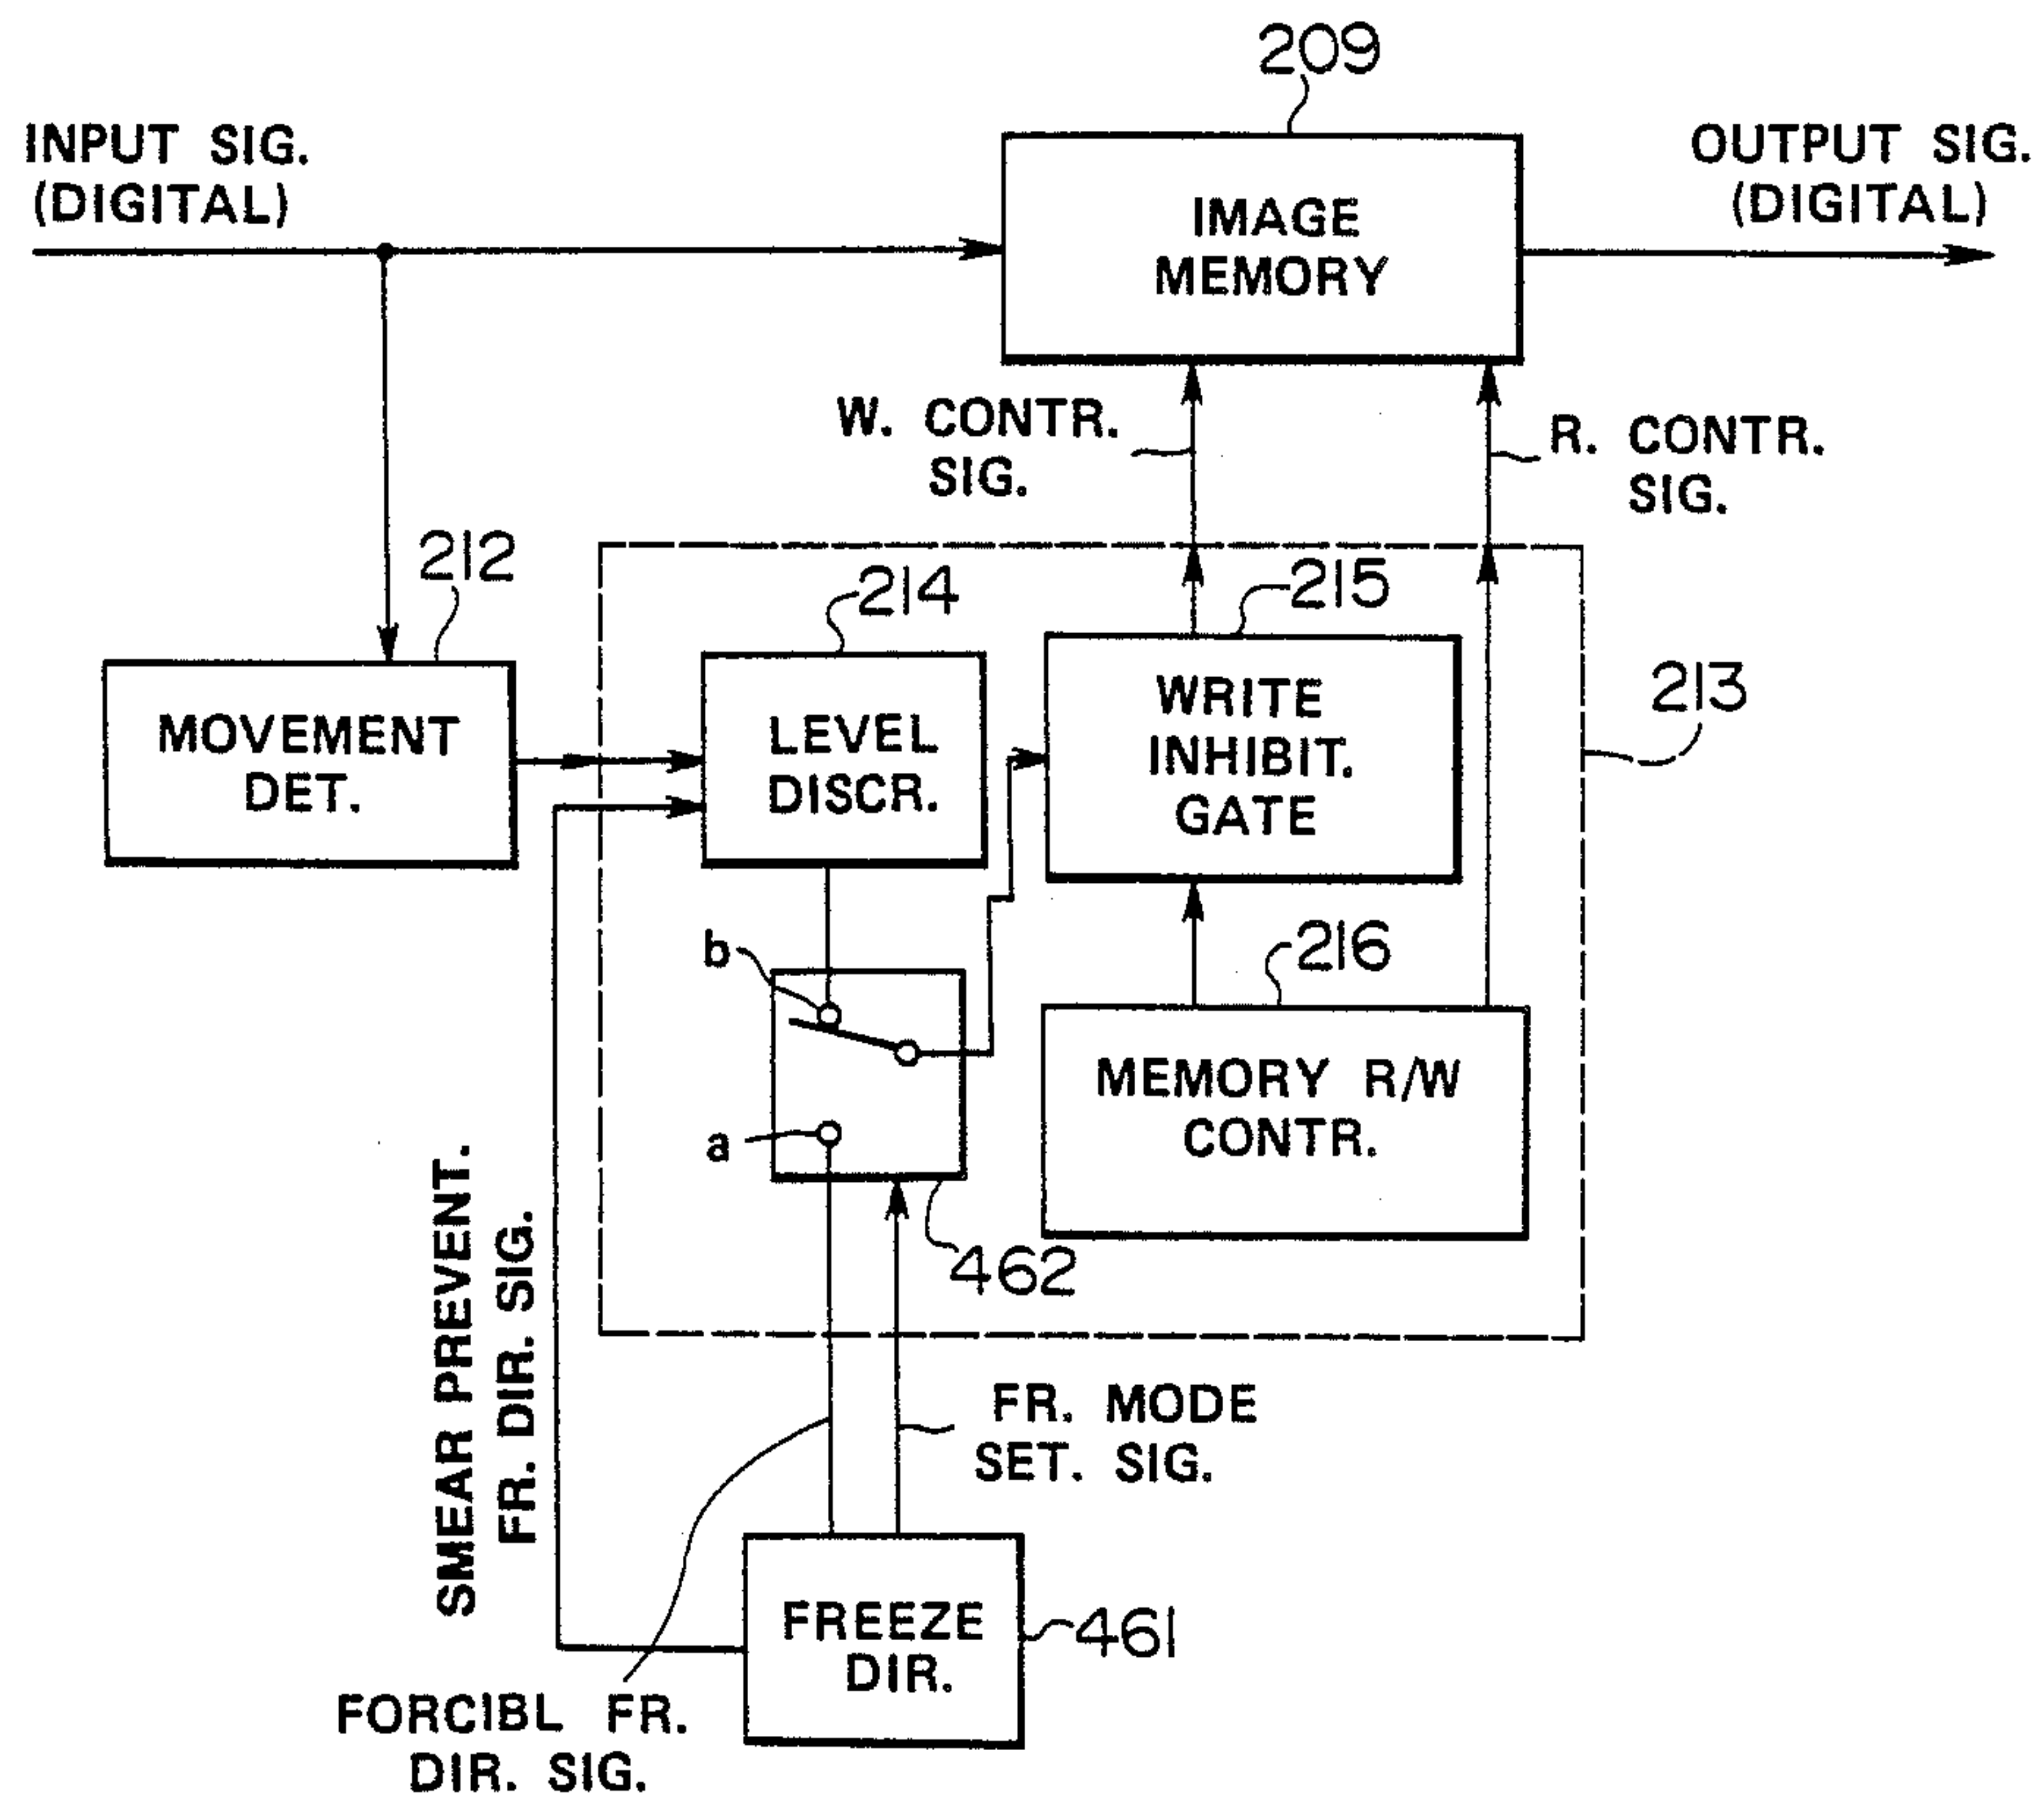 209
INPUT SIG.
(DIGITAL)
IMAGE
MEMORY
OUTPUT SIG.
(DIGITAL)
W. CONTR.
SIG.
R. CONTR.
SIG.
212
214
215
213
MOVEMENT
DET.
LEVEL
DISCR.
WRITE
INHIBIT.
GATE
b
a
216
MEMORY R/W
CONTR.
462
SMEAR PREVENT.
FR. DIR. SIG.
FR. MODE
SET. SIG.
FREEZE
DIR.
461
FORCIBL FR.
DIR. SIG.